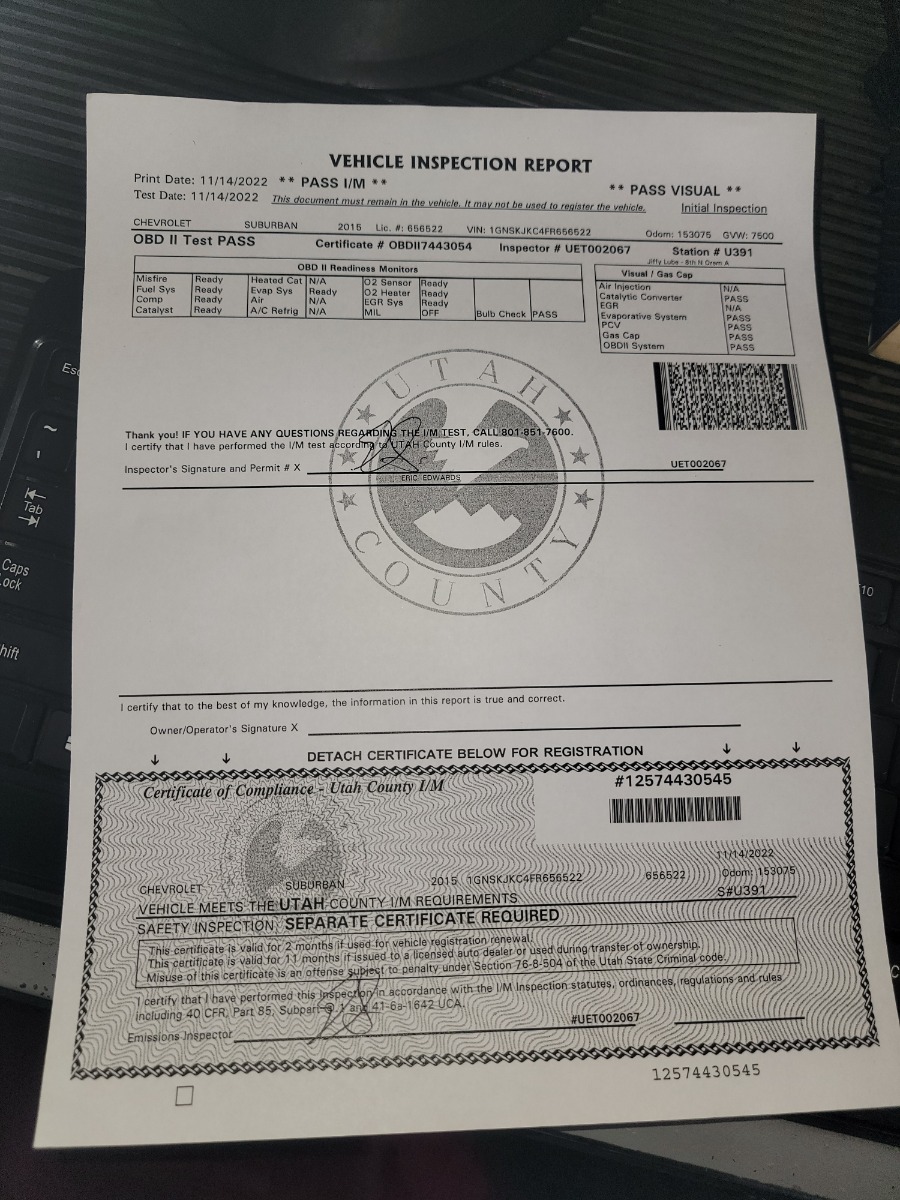 VEHICLE INSPECTION REPORT
Print Date: 11/14/2022 ** PASS I/M ** ** PASS VISUAL **
Test Date: 11/14/2022 This document must remain in the vehicle. It may not be used to register the vehicle. Initial Inspection
CHEVROLET SUBURBAN 2015 Lic. #: 656522 VIN: 1GNSKJKC4FR656522 Odom: 153075 GVW: 7500
OBD II Test PASS Certificate # OBDII7443054 Inspector # UET002067 Station # U391
Jiffy Lube - 8th N Orem A
OBD II Readiness Monitors
Misfire Ready Heated Cat N/A O2 Sensor Ready
Fuel Sys Ready Evap Sys Ready O2 Heater Ready
Comp Ready Air N/A EGR Sys Ready
Catalyst Ready A/C Refrig N/A MIL OFF Bulb Check PASS
Visual / Gas Cap
Air Injection N/A
Catalytic Converter PASS
EGR N/A
Evaporative System PASS
PCV PASS
Gas Cap PASS
OBDII System PASS
UTAH
COUNTY
Thank you! IF YOU HAVE ANY QUESTIONS REGARDING THE I/M TEST, CALL 801-851-7600.
I certify that I have performed the I/M test according to UTAH County I/M rules.
Inspector's Signature and Permit # X UET002067
ERIC EDWARDS
I certify that to the best of my knowledge, the information in this report is true and correct.
Owner/Operator's Signature X
DETACH CERTIFICATE BELOW FOR REGISTRATION
Certificate of Compliance - Utah County I/M
#12574430545
11/14/2022
CHEVROLET SUBURBAN 2015 1GNSKJKC4FR656522 656522 Odom: 153075
VEHICLE MEETS THE UTAH COUNTY I/M REQUIREMENTS S#U391
SAFETY INSPECTION: SEPARATE CERTIFICATE REQUIRED
This certificate is valid for 2 months if used for vehicle registration renewal.
This certificate is valid for 11 months if issued to a licensed auto dealer or used during transfer of ownership.
Misuse of this certificate is an offense subject to penalty under Section 76-8-504 of the Utah State Criminal code.
I certify that I have performed this Inspection in accordance with the I/M Inspection statutes, ordinances, regulations and rules
including 40 CFR, Part 85, Subpart and 41-6a-1642 UCA.
Emissions Inspector #UET002067
12574430545
Esc
~
Tab
Caps
Lock
hift
10